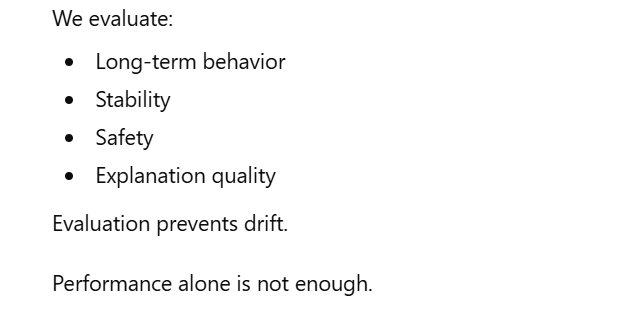 We evaluate:
• Long-term behavior
• Stability
• Safety
• Explanation quality
Evaluation prevents drift.
Performance alone is not enough.